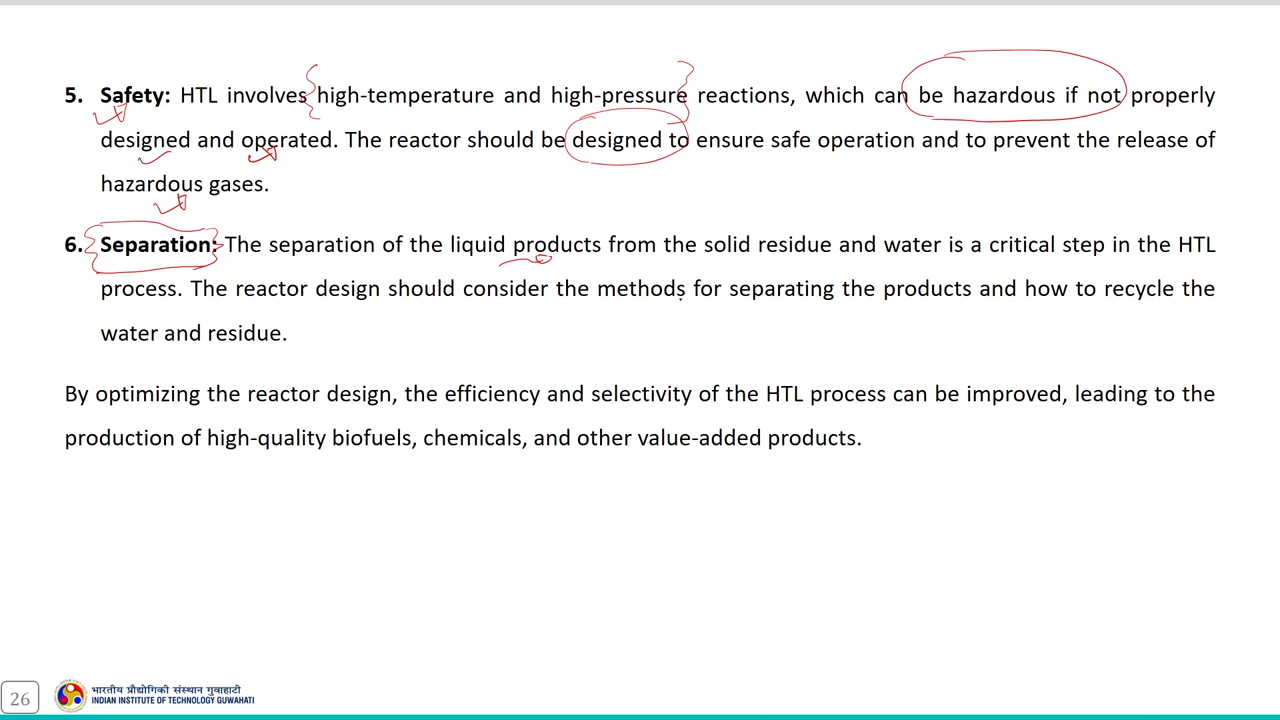 5. Safety: HTL involves high-temperature and high-pressure reactions, which can be hazardous if not properly
designed and operated. The reactor should be designed to ensure safe operation and to prevent the release of
hazardous gases.
6. Separation: The separation of the liquid products from the solid residue and water is a critical step in the HTL
process. The reactor design should consider the methods for separating the products and how to recycle the
water and residue.
By optimizing the reactor design, the efficiency and selectivity of the HTL process can be improved, leading to the
production of high-quality biofuels, chemicals, and other value-added products.
26
भारतीय प्रौद्योगिकी संस्थान गुवाहाटी
INDIAN INSTITUTE OF TECHNOLOGY GUWAHATI